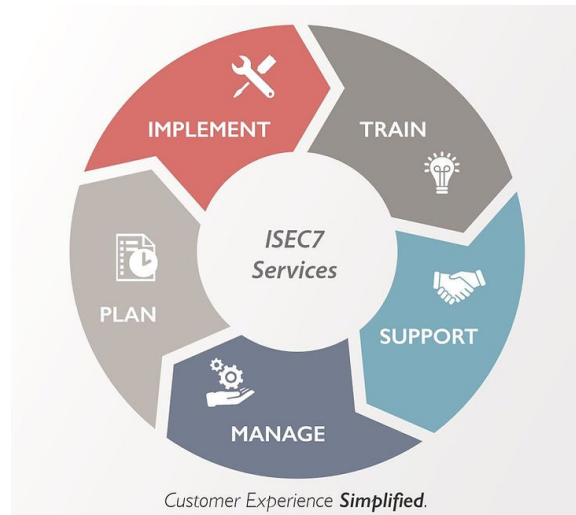 IMPLEMENT
TRAIN
ISEC7
Services
PLAN
SUPPORT
MANAGE
Customer Experience Simplified.